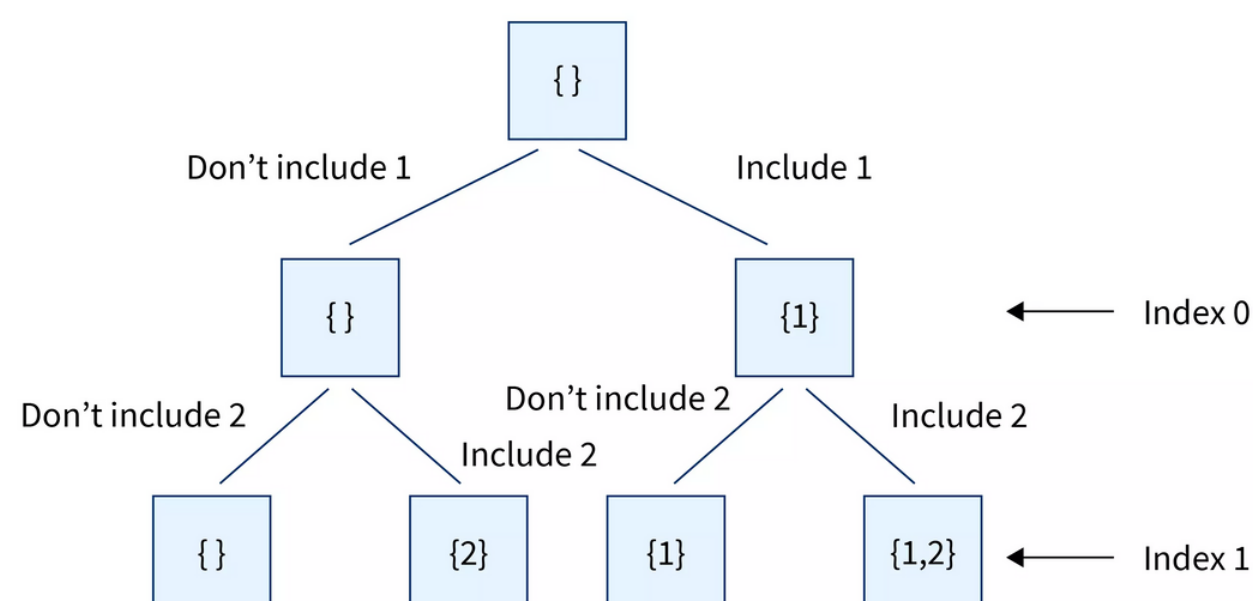 { }
Don’t include 1
Include 1
{ }
{1}
Index 0
Don’t include 2
Include 2
Don’t include 2
Include 2
{ }
{2}
{1}
{1,2}
Index 1